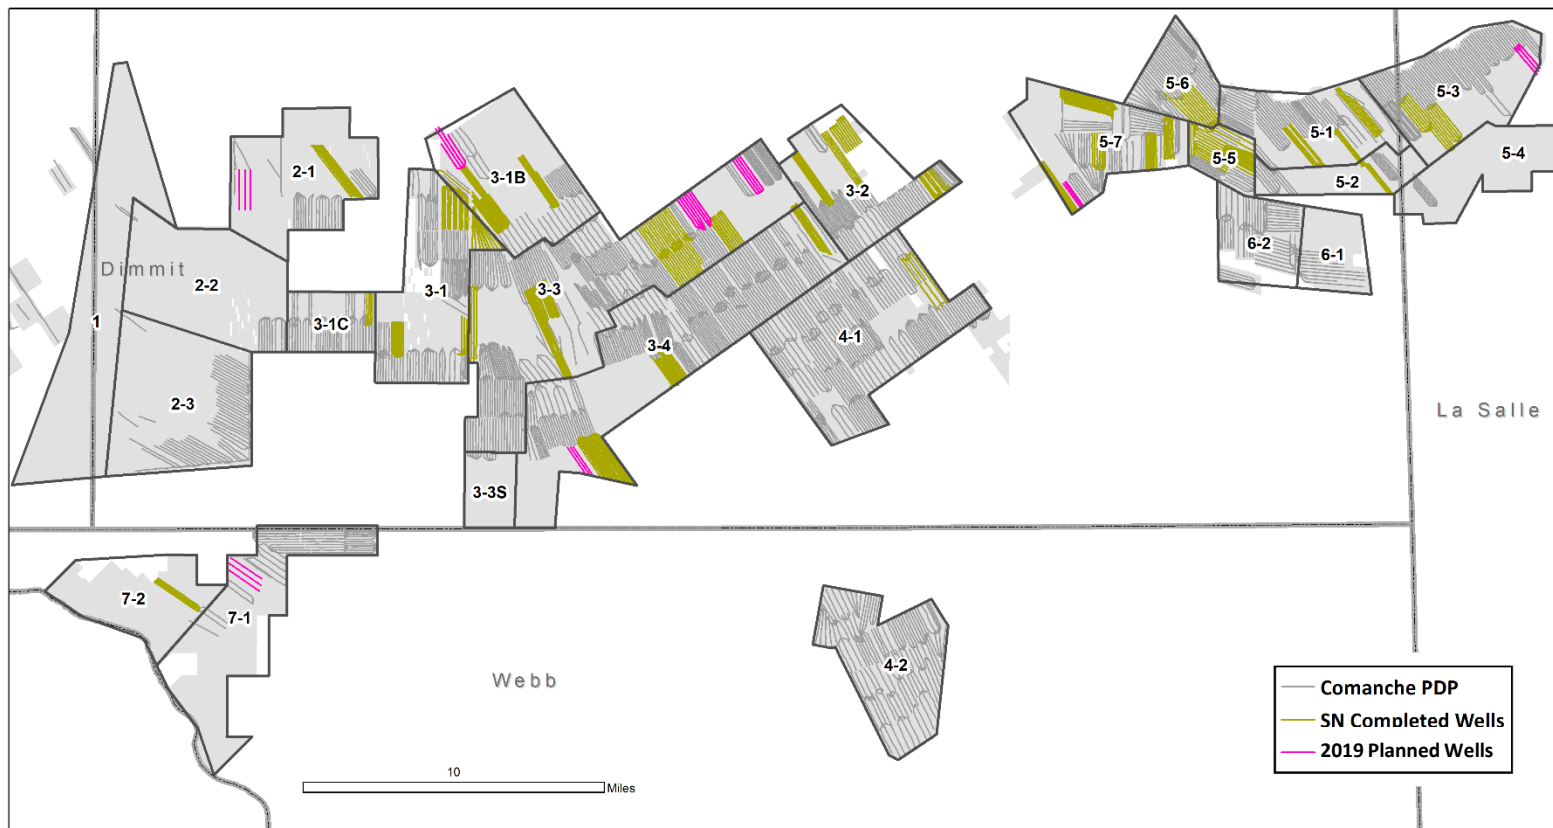 5-6
5-3
5-1
5-7
5-5
5-4
2-1
3-1B
5-2
3-2
6-2
6-1
Dimmit
2-2
3-1
3-3
1
3-1C
4-1
3-4
2-3
La Salle
3-3S
7-2
7-1
4-2
Webb
Comanche PDP
SN Completed Wells
2019 Planned Wells
10
Miles